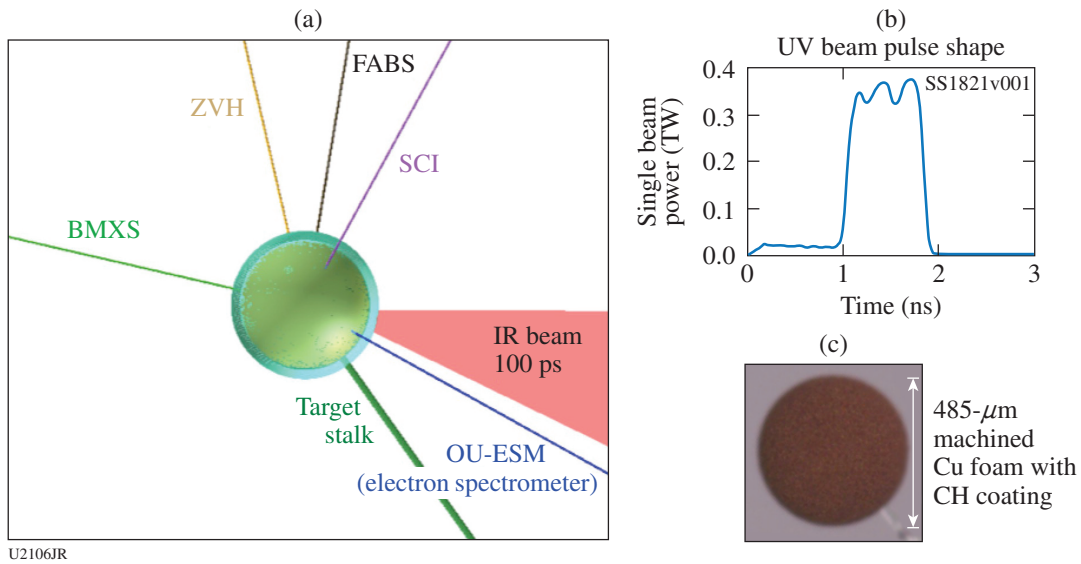 (a)
FABS
ZVH
SCI
BMXS
IR beam
100 ps
Target
stalk
OU-ESM
(electron spectrometer)
U2106JR
(b)
UV beam pulse shape
SS1821v001
Single beam
power (TW)
0.4
0.3
0.2
0.1
0.0
0 1 2 3
Time (ns)
(c)
485-μm
machined
Cu foam with
CH coating